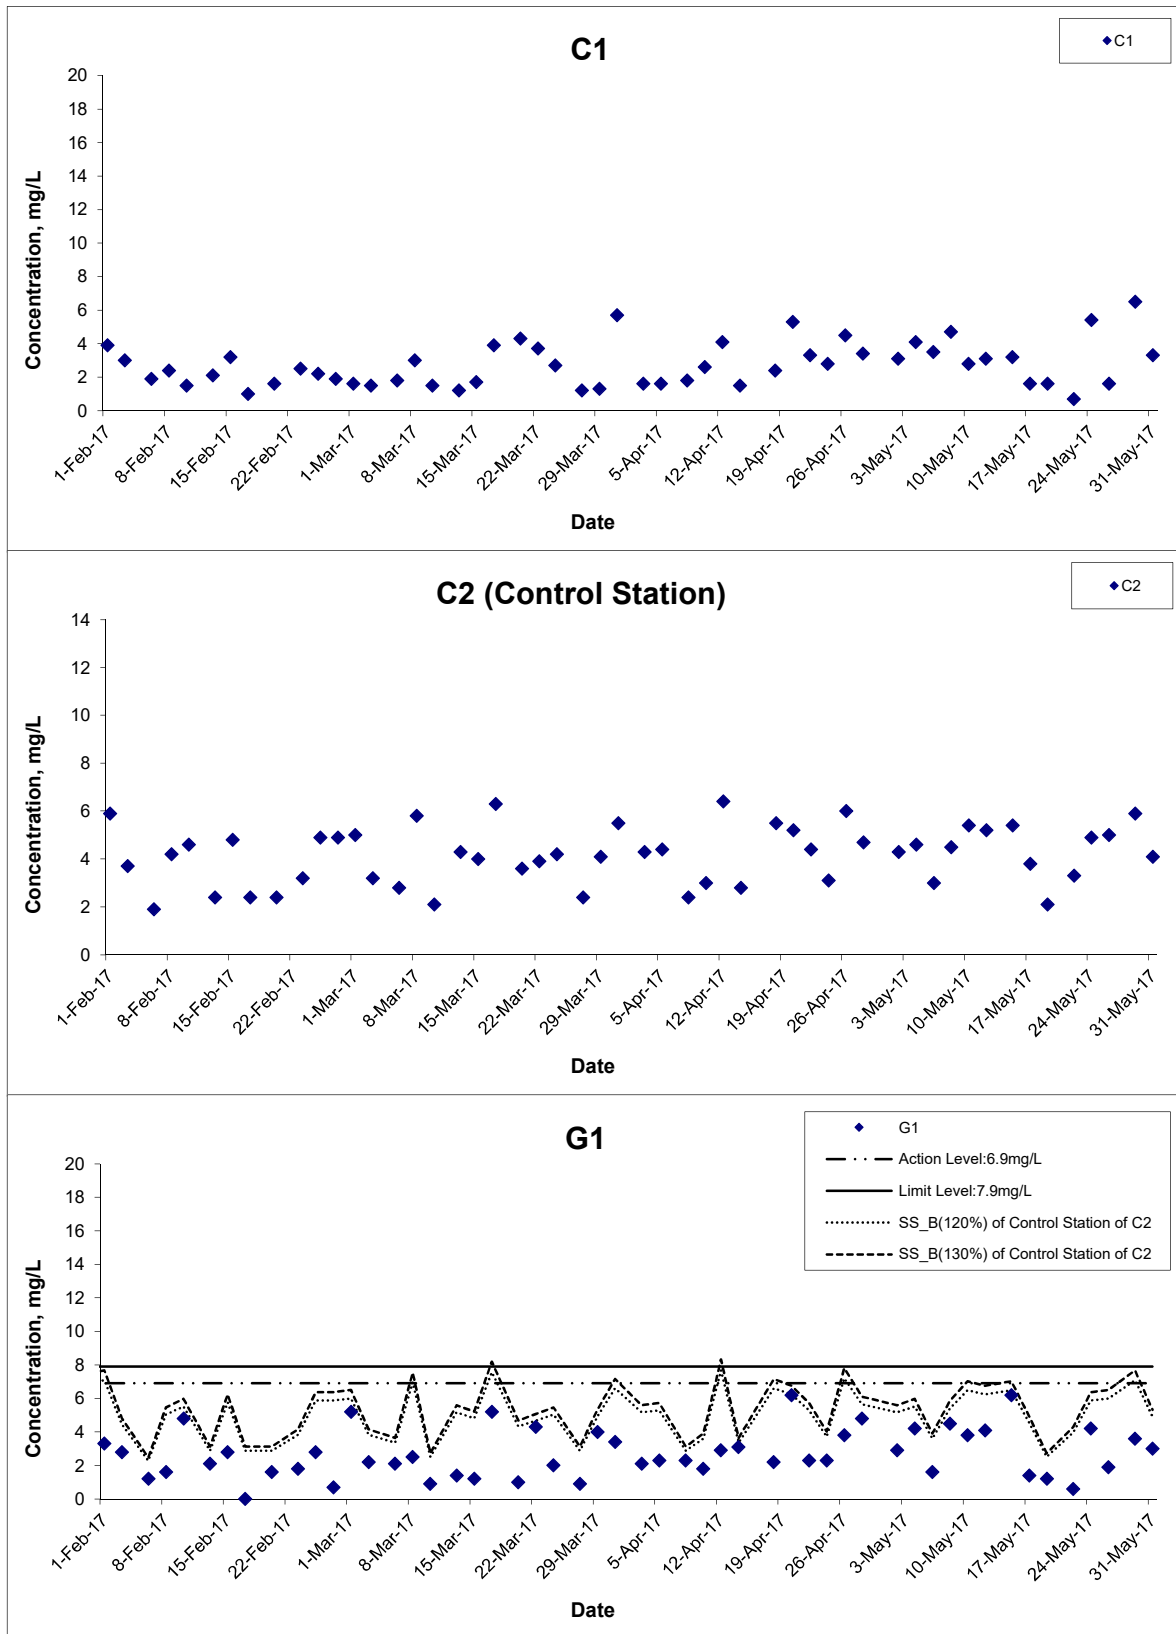 C1
C1
20
18
16
14
12
10
8
6
4
2
0
Concentration, mg/L
1-Feb-17
8-Feb-17
15-Feb-17
22-Feb-17
1-Mar-17
8-Mar-17
15-Mar-17
22-Mar-17
29-Mar-17
5-Apr-17
12-Apr-17
19-Apr-17
26-Apr-17
3-May-17
10-May-17
17-May-17
24-May-17
31-May-17
Date
C2 (Control Station)
C2
14
12
10
8
6
4
2
0
Concentration, mg/L
1-Feb-17
8-Feb-17
15-Feb-17
22-Feb-17
1-Mar-17
8-Mar-17
15-Mar-17
22-Mar-17
29-Mar-17
5-Apr-17
12-Apr-17
19-Apr-17
26-Apr-17
3-May-17
10-May-17
17-May-17
24-May-17
31-May-17
Date
G1
G1
Action Level:6.9mg/L
Limit Level:7.9mg/L
SS_B(120%) of Control Station of C2
SS_B(130%) of Control Station of C2
20
18
16
14
12
10
8
6
4
2
0
Concentration, mg/L
1-Feb-17
8-Feb-17
15-Feb-17
22-Feb-17
1-Mar-17
8-Mar-17
15-Mar-17
22-Mar-17
29-Mar-17
5-Apr-17
12-Apr-17
19-Apr-17
26-Apr-17
3-May-17
10-May-17
17-May-17
24-May-17
31-May-17
Date